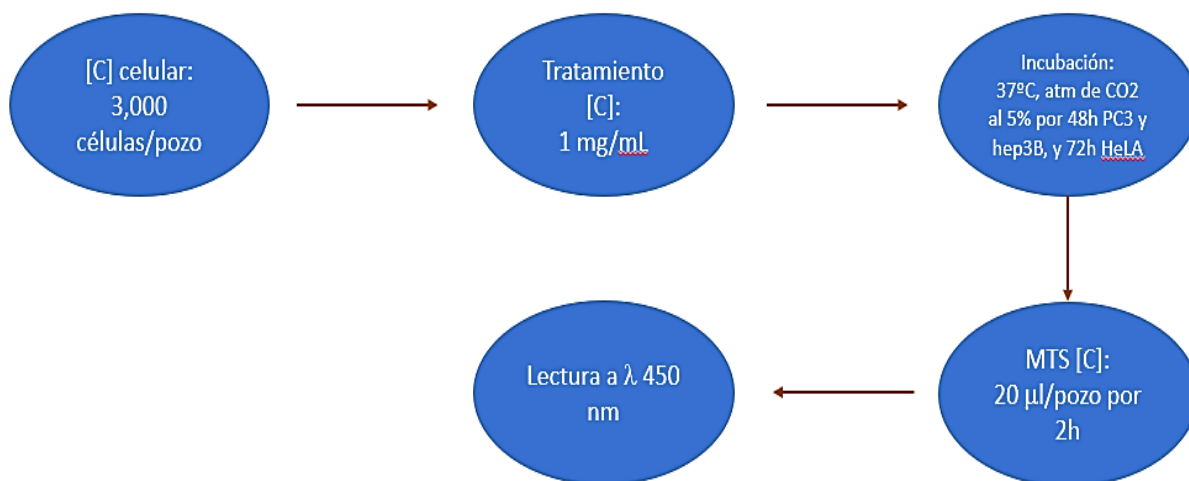 [C] celular:
3,000
células/pozo
Tratamiento
[C]:
1 mg/mL
Incubación:
37ºC, atm de CO2
al 5% por 48h PC3 y
hep3B, y 72h HeLA
MTS [C]:
20 µl/pozo por
2h
Lectura a λ 450
nm